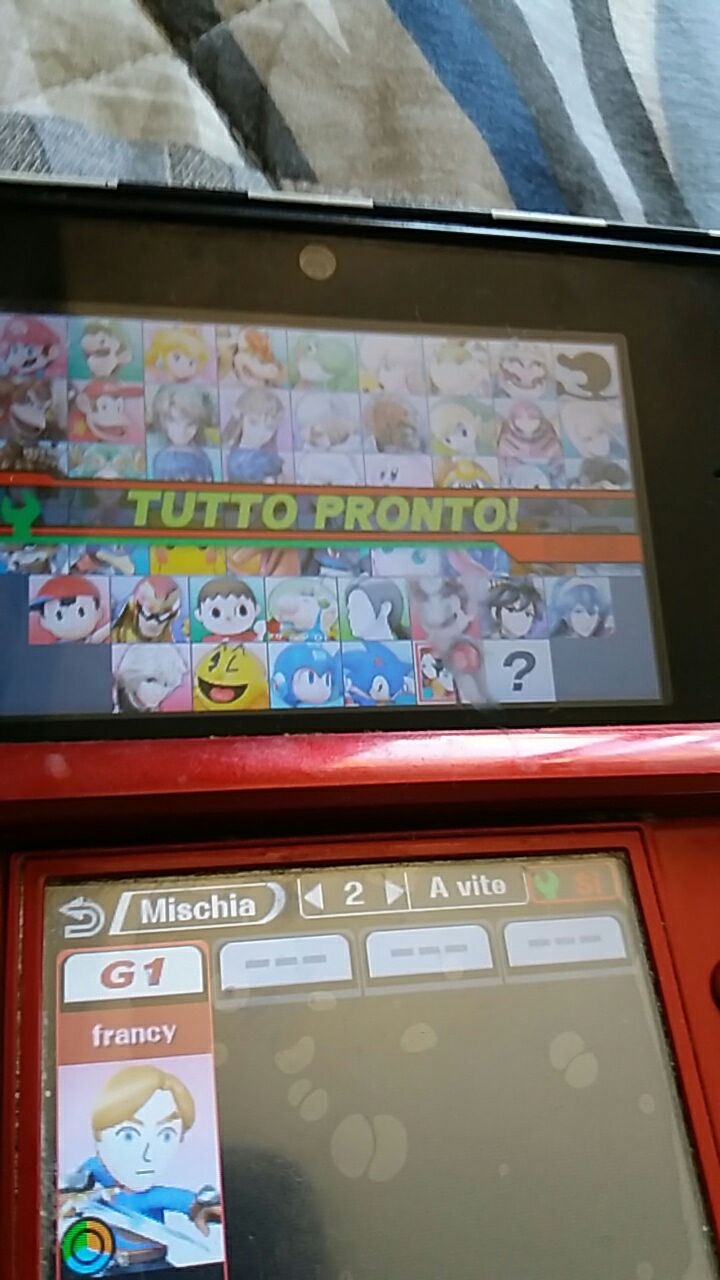 TUTTO PRONTO!
?
Mischia
2
A vite
Sì
G1
---
---
---
francy